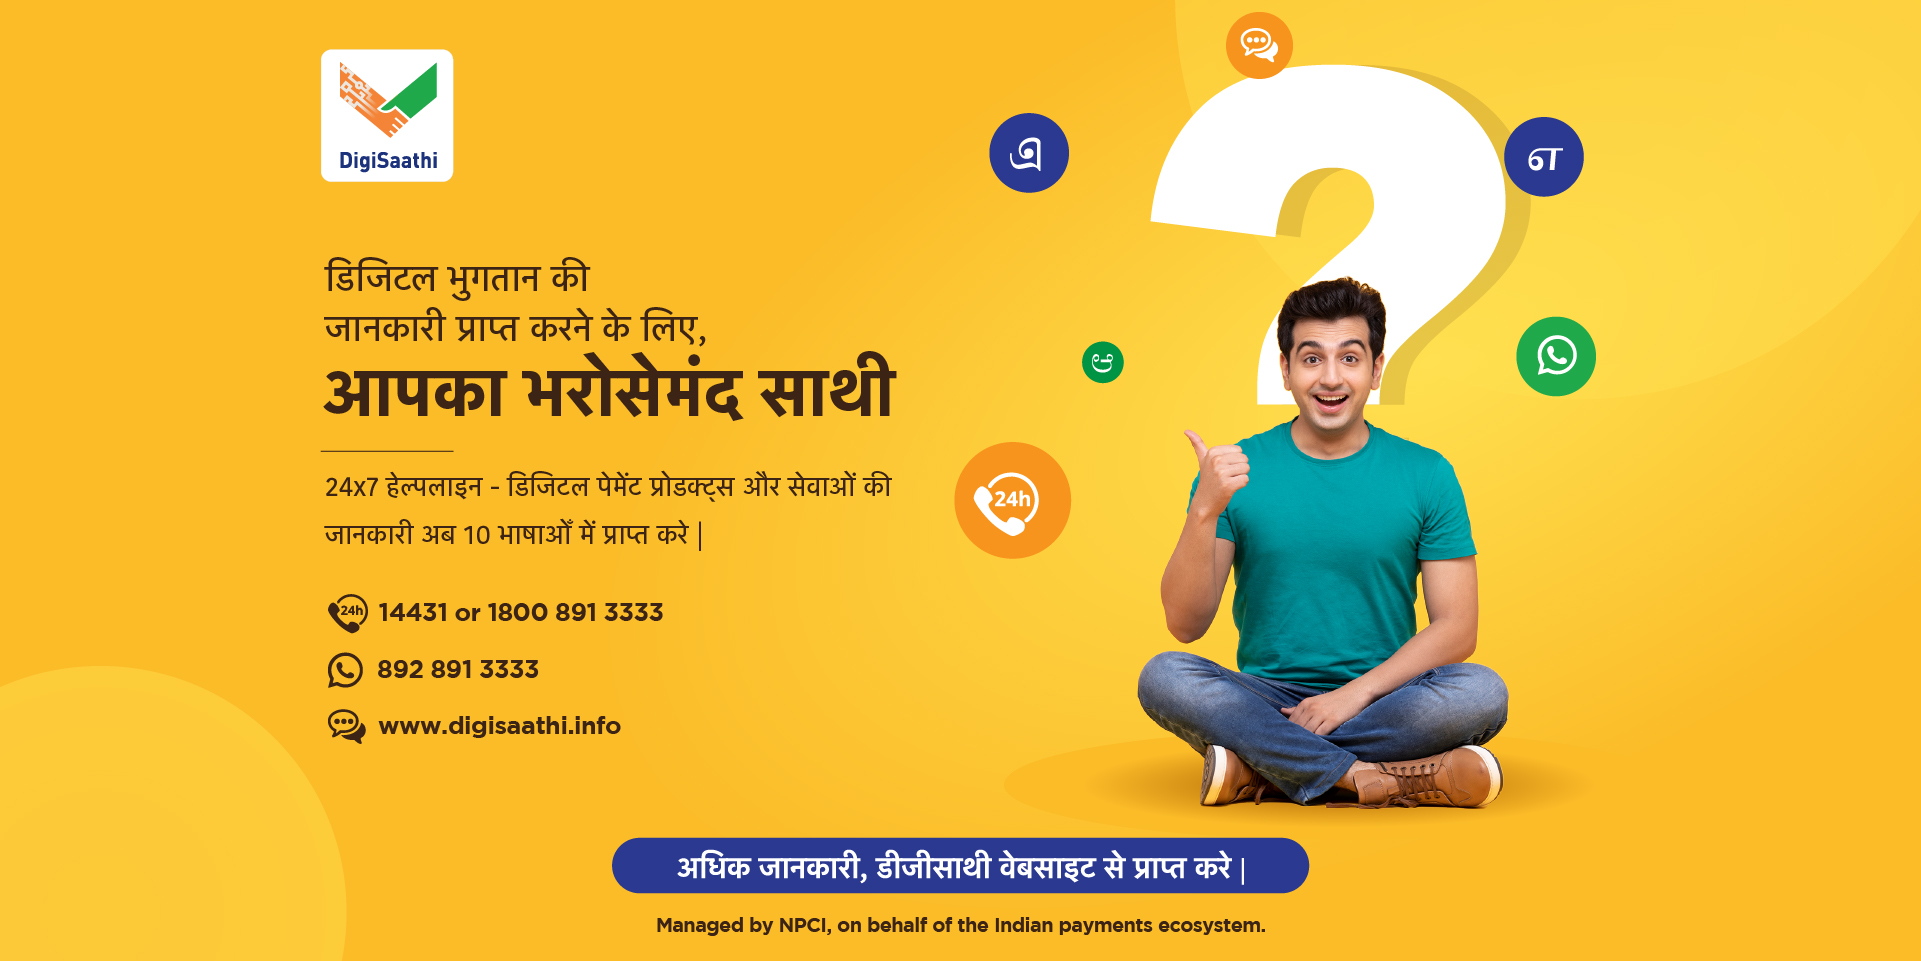 DigiSaathi
डिजिटल भुगतान की
जानकारी प्राप्त करने के लिए,
आपका भरोसेमंद साथी
24x7 हेल्पलाइन - डिजिटल पेमेंट प्रोडक्ट्स और सेवाओं की
जानकारी अब 10 भाषाओँ में प्राप्त करे |
24h 14431 or 1800 891 3333
892 891 3333
www.digisaathi.info
এ
எ
24h
अधिक जानकारी, डीजीसाथी वेबसाइट से प्राप्त करे |
Managed by NPCI, on behalf of the Indian payments ecosystem.